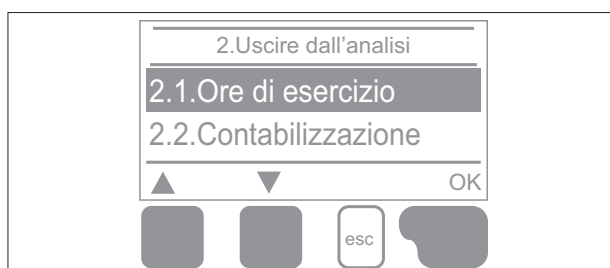 2.Uscire dall'analisi
2.1.Ore di esercizio
2.2.Contabilizzazione
OK
esc